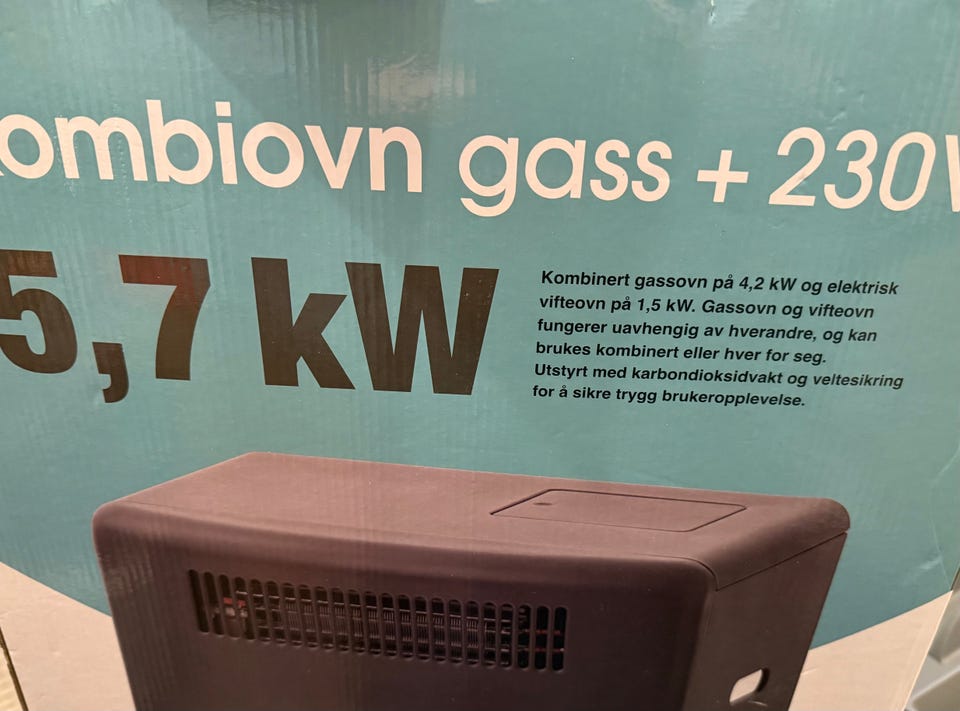 ombiovn gass + 230V
5,7 kW
Kombinert gassovn på 4,2 kW og elektrisk
vifteovn på 1,5 kW. Gassovn og vifteovn
fungerer uavhengig av hverandre, og kan
brukes kombinert eller hver for seg.
Utstyrt med karbondioksidvakt og veltesikring
for å sikre trygg brukeropplevelse.